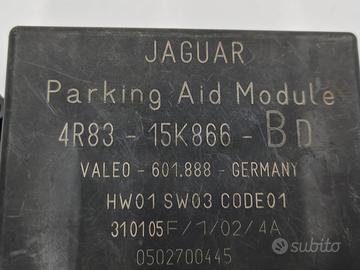 JAGUAR
Parking Aid Module
4R83 - 15K866 - BD
VALEO - 601.888 - GERMANY
HW01 SW03 CODE01
310105F/1/02/4A
0502700445
subito